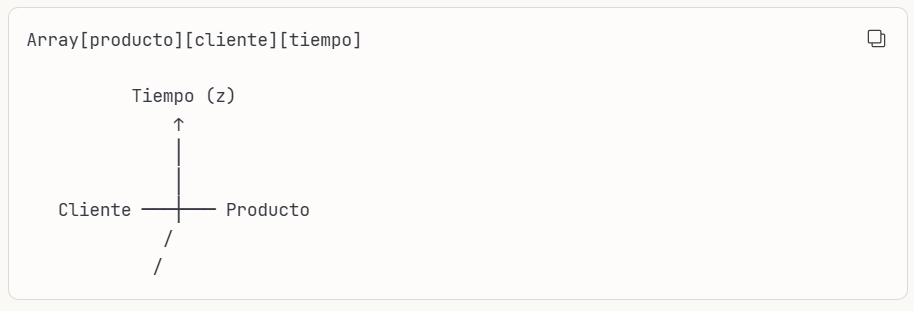 Array[producto][cliente][tiempo]
Tiempo (z)
↑
│
│
Cliente ───┼─── Producto
/
/